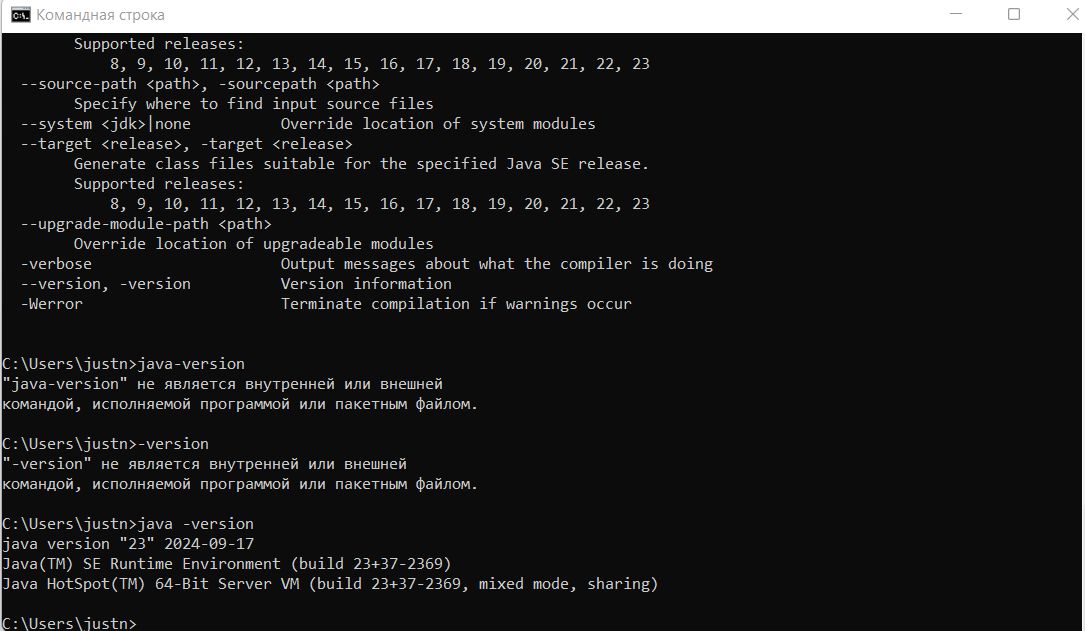 Командная строка
Supported releases:
8, 9, 10, 11, 12, 13, 14, 15, 16, 17, 18, 19, 20, 21, 22, 23
--source-path <path>, -sourcepath <path>
Specify where to find input source files
--system <jdk>|none Override location of system modules
--target <release>, -target <release>
Generate class files suitable for the specified Java SE release.
Supported releases:
8, 9, 10, 11, 12, 13, 14, 15, 16, 17, 18, 19, 20, 21, 22, 23
--upgrade-module-path <path>
Override location of upgradeable modules
-verbose Output messages about what the compiler is doing
--version, -version Version information
-Werror Terminate compilation if warnings occur
C:\Users\justn>java-version
"java-version" не является внутренней или внешней
командой, исполняемой программой или пакетным файлом.
C:\Users\justn>-version
"-version" не является внутренней или внешней
командой, исполняемой программой или пакетным файлом.
C:\Users\justn>java -version
java version "23" 2024-09-17
Java(TM) SE Runtime Environment (build 23+37-2369)
Java HotSpot(TM) 64-Bit Server VM (build 23+37-2369, mixed mode, sharing)
C:\Users\justn>